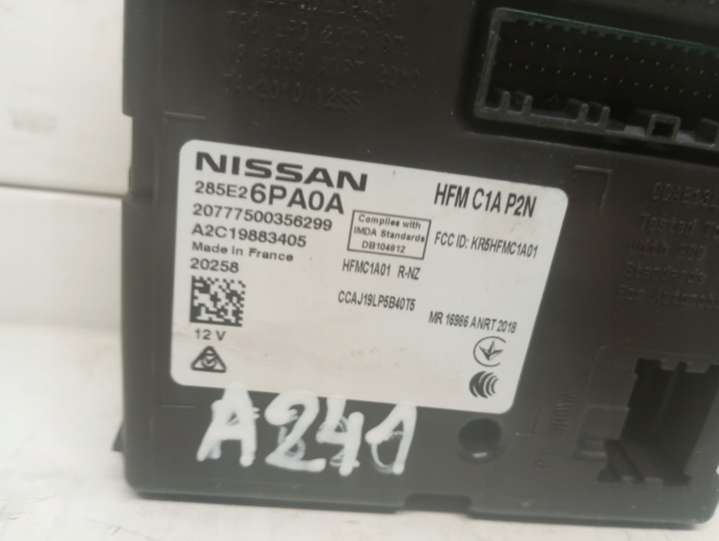 NISSAN
285E2 6PA0A
20777500356299
A2C19883405
Made in France
20258
12 V
Complies with
IMDA Standards
DB104812
HFMC1A01 R-NZ
CCAJ19LP5B40T5
HFM C1A P2N
FCC ID: KR5HFMC1A01
MR 16966 ANRT 2018
A241